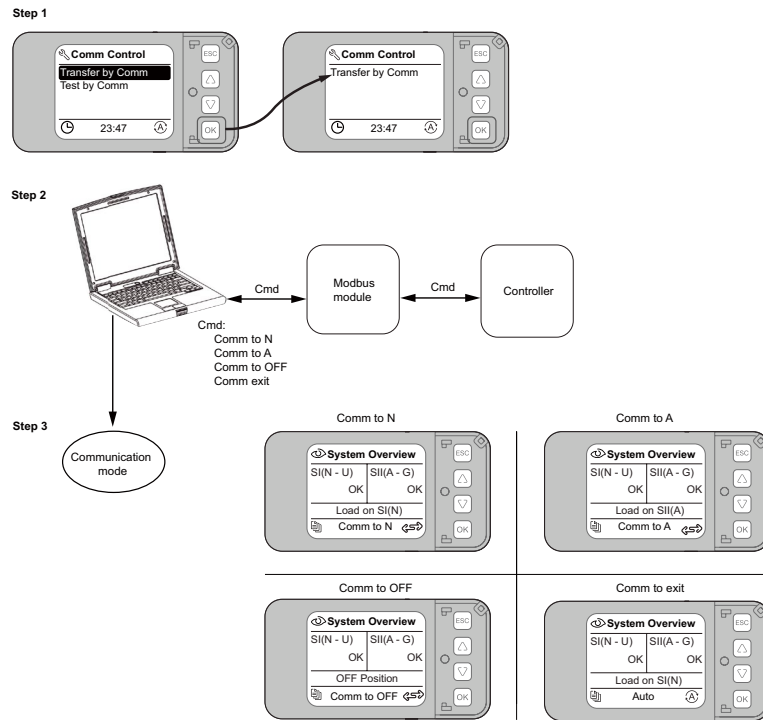 Step 1
Comm Control
Transfer by Comm
Test by Comm
23:47
A
ESC
OK
Comm Control
Transfer by Comm
23:47
A
ESC
OK
Step 2
Cmd
Modbus
module
Cmd
Controller
Cmd:
Comm to N
Comm to A
Comm to OFF
Comm exit
Step 3
Communication
mode
Comm to N
System Overview
SI(N - U) SII(A - G)
OK OK
Load on SI(N)
Comm to N
ESC
OK
Comm to A
System Overview
SI(N - U) SII(A - G)
OK OK
Load on SII(A)
Comm to A
ESC
OK
Comm to OFF
System Overview
SI(N - U) SII(A - G)
OK OK
OFF Position
Comm to OFF
ESC
OK
Comm to exit
System Overview
SI(N - U) SII(A - G)
OK OK
Load on SI(N)
Auto A
ESC
OK